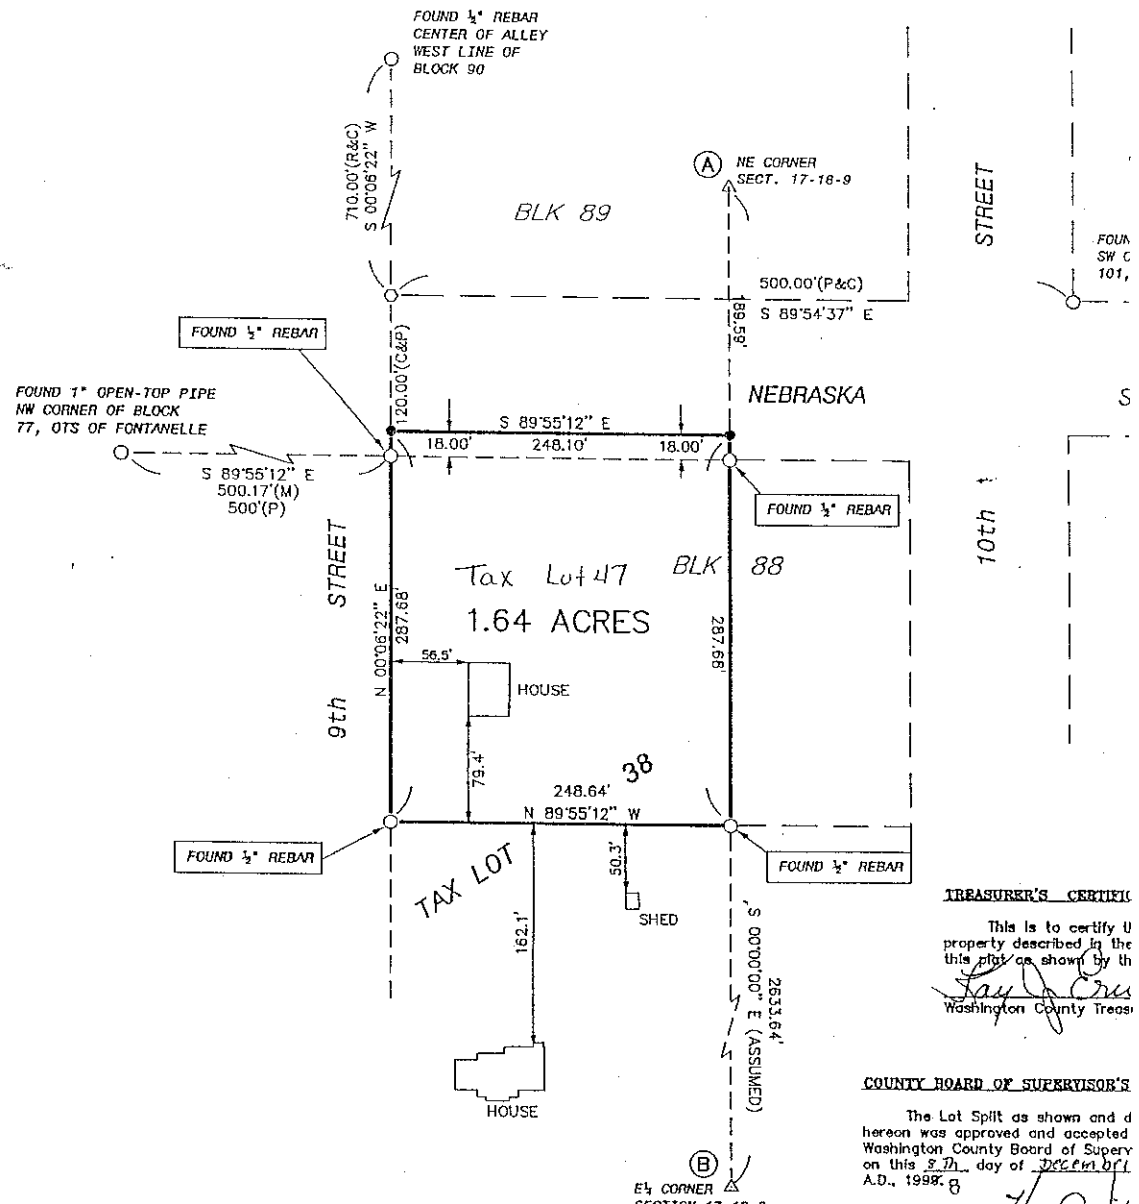 FOUND ½" REBAR
CENTER OF ALLEY
WEST LINE OF
BLOCK 90
710.00'(R&C)
S 00°06'22" W
A
NE CORNER
SECT. 17-18-9
BLK 89
STREET
FOUN
SW C
101,
500.00'(P&C)
S 89°54'37" E
189.59'
FOUND ½" REBAR
120.00'(C&P)
FOUND 1" OPEN-TOP PIPE
NW CORNER OF BLOCK
77, OTS OF FONTANELLE
NEBRASKA
S
S 89°55'12" E
18.00'
248.10'
18.00'
S 89°55'12" E
500.17'(M)
500'(P)
FOUND ½" REBAR
10th
STREET
9th
N 00°06'22" E
287.68'
Tax Lot 47
BLK 88
1.64 ACRES
287.68'
56.5'
HOUSE
79.4'
38
248.64'
N 89°55'12" W
FOUND ½" REBAR
FOUND ½" REBAR
TAX LOT
50.3'
SHED
162.1'
HOUSE
S 00°00'00" E (ASSUMED)
2633.64'
B
E¼ CORNER
TREASURER'S CERTIFIC
This is to certify th
property described in the
this plat as shown by th
Washington County Treas
COUNTY BOARD OF SUPERVISOR'S
The Lot Split as shown and d
hereon was approved and accepted
Washington County Board of Superv
on this 8th day of December
A.D., 1998. 8